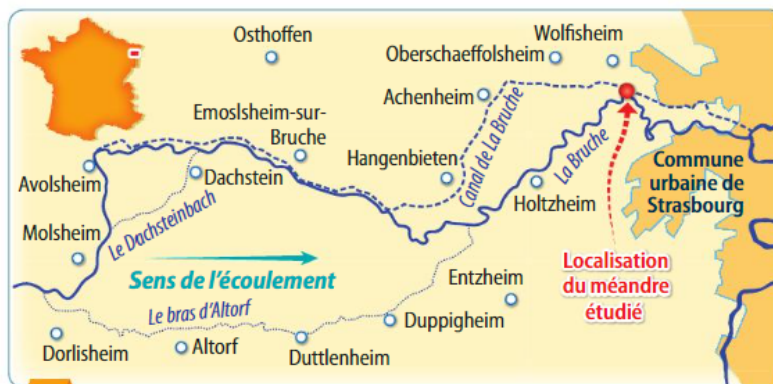 Osthoffen
Wolfisheim
Oberschaeffolsheim
Achenheim
Emoslsheim-sur-
Bruche
Hangenbieten
Canal de La Bruche
La Bruche
Avolsheim
Dachstein
Le Dachsteinbach
Holtzheim
Commune
urbaine de
Strasbourg
Molsheim
Sens de l'écoulement
Localisation
du méandre
étudié
Entzheim
Le bras d'Altorf
Duppigheim
Dorlisheim
Altorf
Duttlenheim